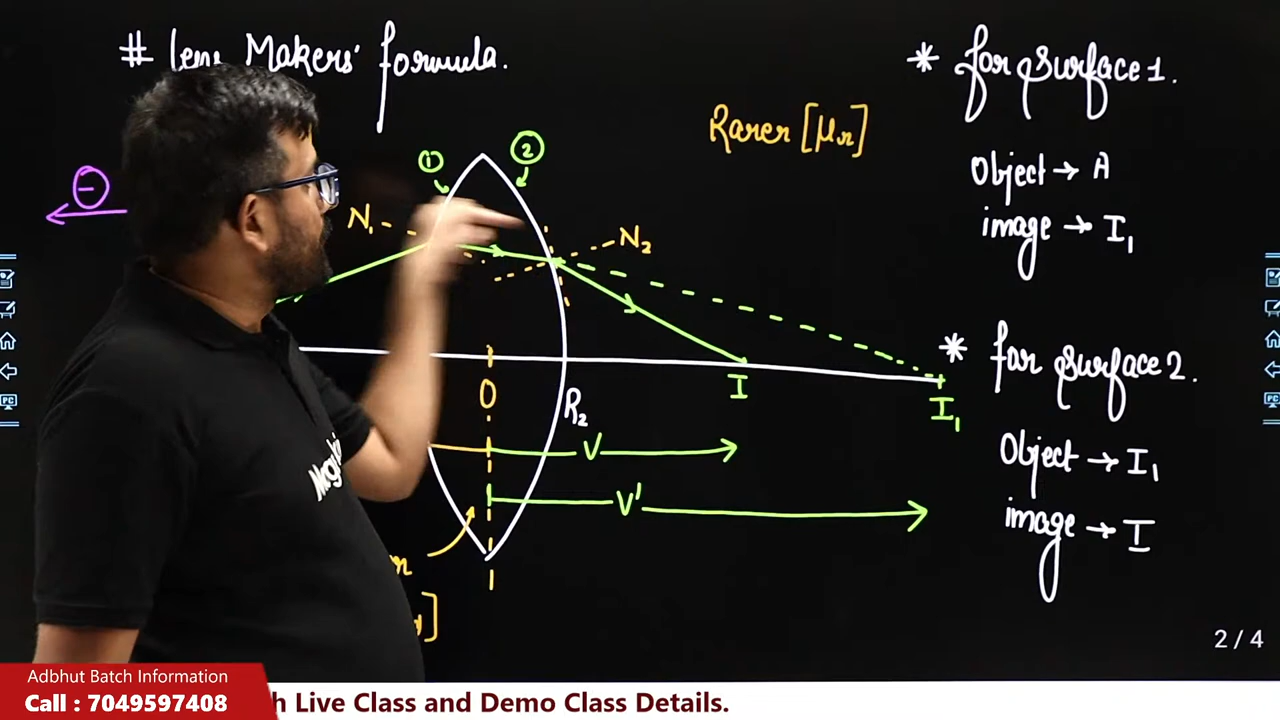 # Lens Makers' formula.
* for surface 1.
Rarer [μr]
Object → A
image → I1
①
②
⊖
N1
N2
* for surface 2.
O
I
I1
R2
V
V'
Object → I1
image → I
2 / 4
Adbhut Batch Information
Call : 7049597408
h Live Class and Demo Class Details.